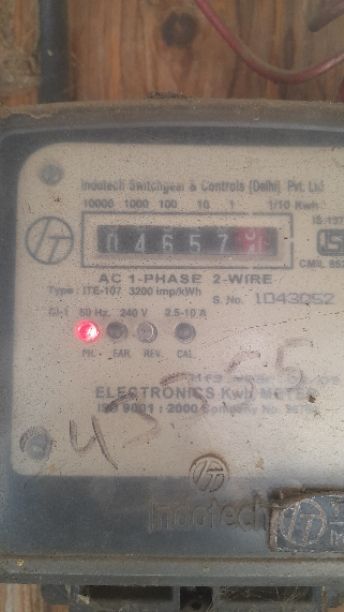 Indotech Switchgear & Controls [Delhi] Pvt. Ltd
10000 1000 100 10 1 1/10 Kwh
04657
AC 1-PHASE 2-WIRE
Type : ITE-107 3200 imp/kWh
S. No. 1043052
50 Hz. 240 V 2.5-10 A
PH. EAR. REV. CAL.
ELECTRONICS Kwh METER
ISO 9001 : 2000 Company No.
Indotech